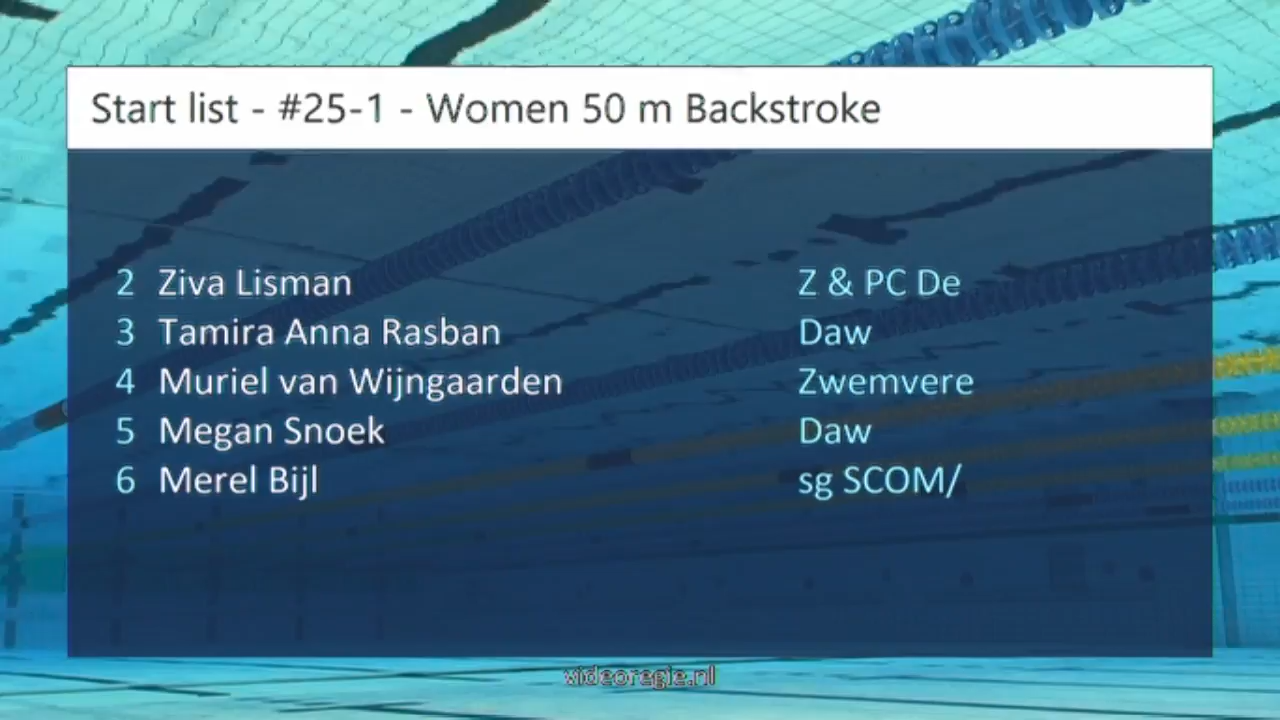 Start list - #25-1 - Women 50 m Backstroke
2 Ziva Lisman Z & PC De
3 Tamira Anna Rasban Daw
4 Muriel van Wijngaarden Zwemvere
5 Megan Snoek Daw
6 Merel Bijl sg SCOM/
videoregie.nl